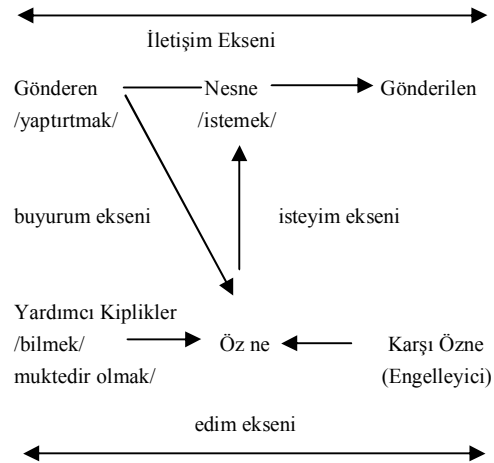 İletişim Ekseni
Gönderen Nesne Gönderilen
/yaptırtmak/ /istemek/
buyurum ekseni isteyim ekseni
Yardımcı Kiplikler
/bilmek/ Öz ne Karşı Özne
muktedir olmak/ (Engelleyici)
edim ekseni